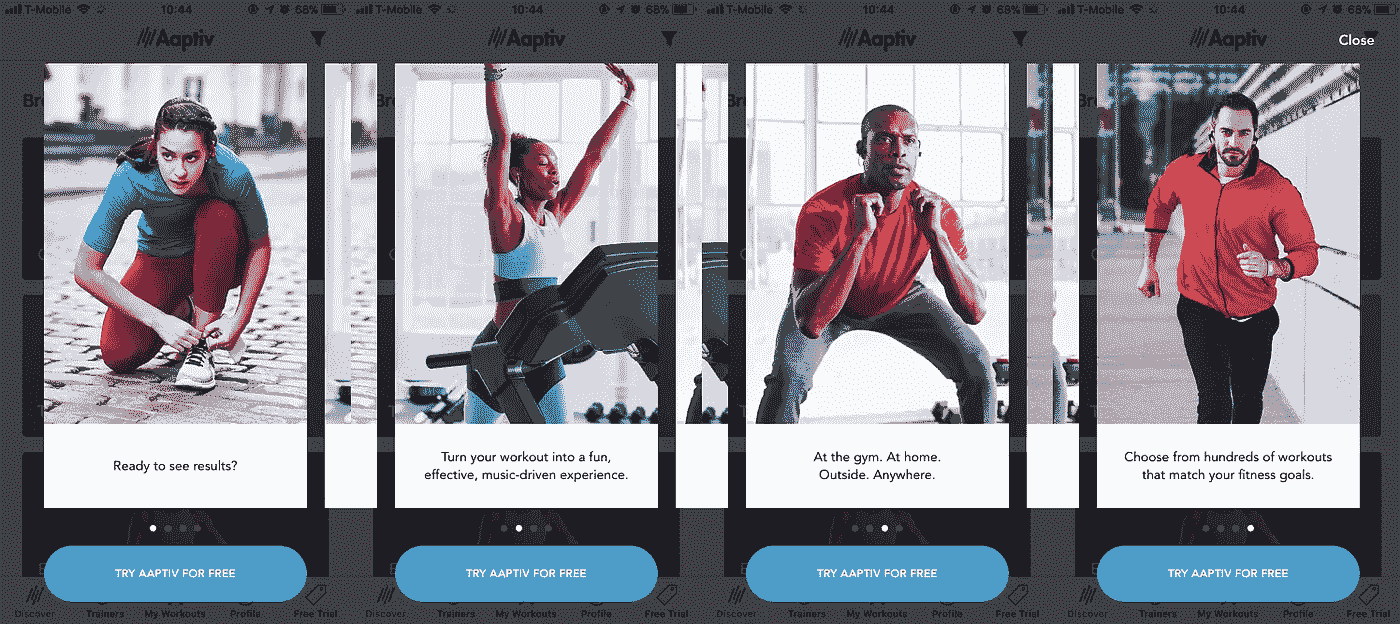 T-Mobile 10:44 68%
T-Mobile 10:44 68%
T-Mobile 10:44 68%
T-Mobile 10:44 68%
Aaptiv
Aaptiv
Aaptiv
Aaptiv
Close
Ready to see results?
TRY AAPTIV FOR FREE
Turn your workout into a fun,
effective, music-driven experience.
TRY AAPTIV FOR FREE
At the gym. At home.
Outside. Anywhere.
TRY AAPTIV FOR FREE
Choose from hundreds of workouts
that match your fitness goals.
TRY AAPTIV FOR FREE
Discover Trainers My Workouts Profile Free Trial
Discover Trainers My Workouts Profile Free Trial
Discover Trainers My Workouts Profile Free Trial
Discover Trainers My Workouts Profile Free Trial